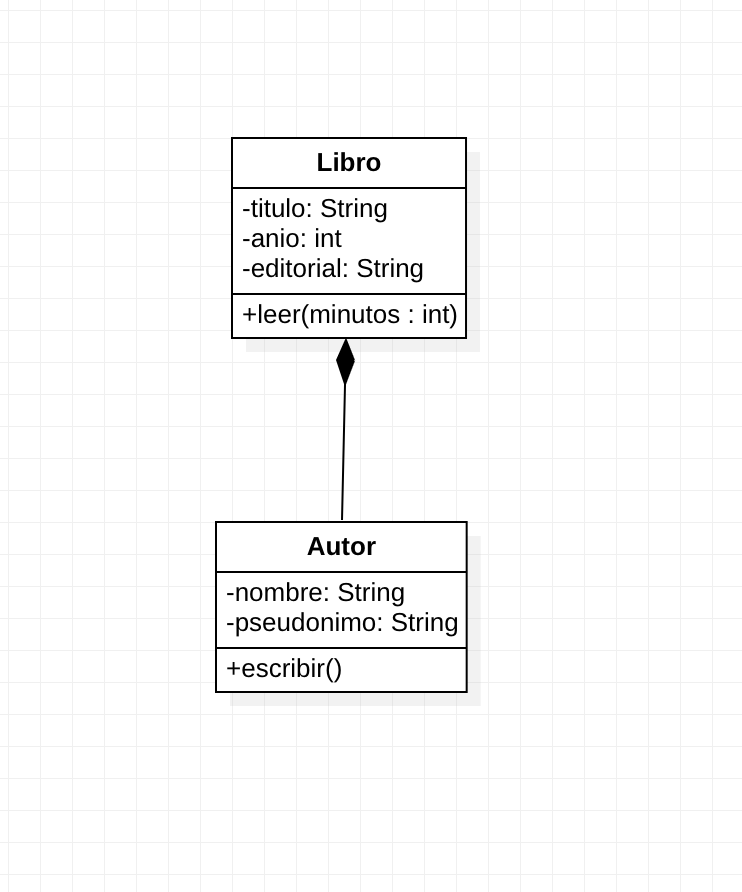 Libro
-titulo: String
-anio: int
-editorial: String
+leer(minutos : int)
Autor
-nombre: String
-pseudonimo: String
+escribir()